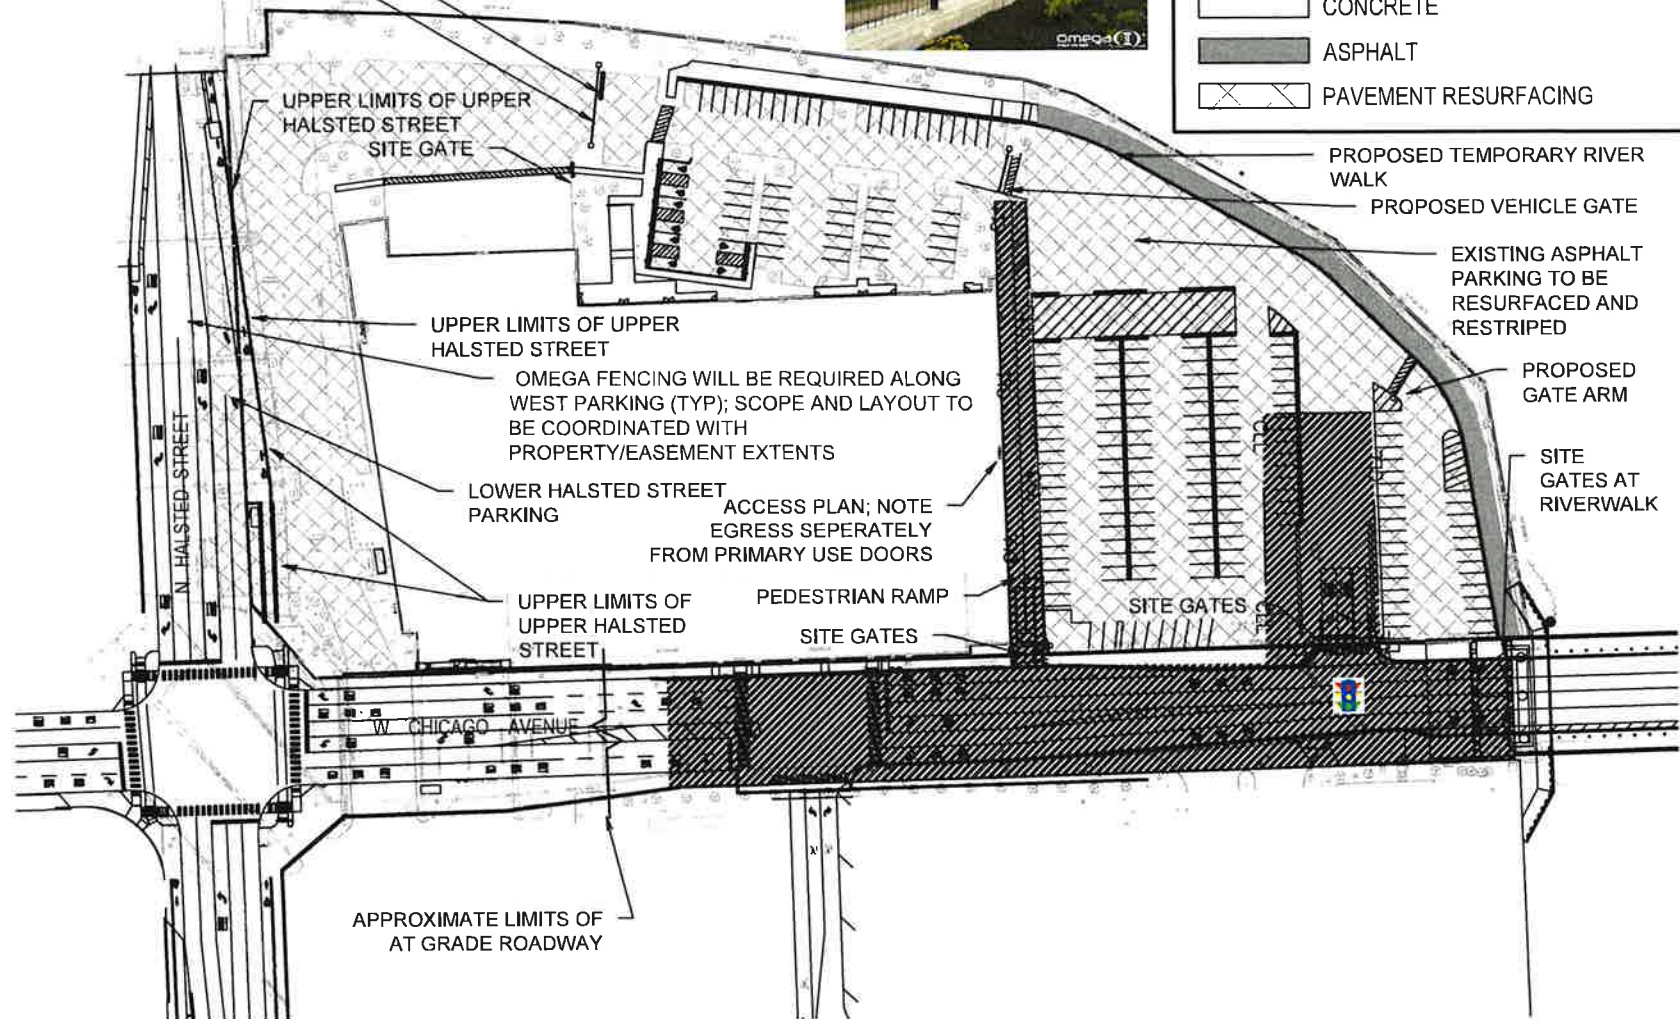 Omega
CONCRETE
ASPHALT
PAVEMENT RESURFACING
UPPER LIMITS OF UPPER
HALSTED STREET
SITE GATE
PROPOSED TEMPORARY RIVER
WALK
PROPOSED VEHICLE GATE
EXISTING ASPHALT
PARKING TO BE
RESURFACED AND
RESTRIPED
UPPER LIMITS OF UPPER
HALSTED STREET
OMEGA FENCING WILL BE REQUIRED ALONG
WEST PARKING (TYP); SCOPE AND LAYOUT TO
BE COORDINATED WITH
PROPERTY/EASEMENT EXTENTS
PROPOSED
GATE ARM
N. HALSTED STREET
LOWER HALSTED STREET
PARKING
ACCESS PLAN; NOTE
EGRESS SEPERATELY
FROM PRIMARY USE DOORS
SITE
GATES AT
RIVERWALK
UPPER LIMITS OF
UPPER HALSTED
STREET
PEDESTRIAN RAMP
SITE GATES
SITE GATES
W CHICAGO AVENUE
APPROXIMATE LIMITS OF
AT GRADE ROADWAY